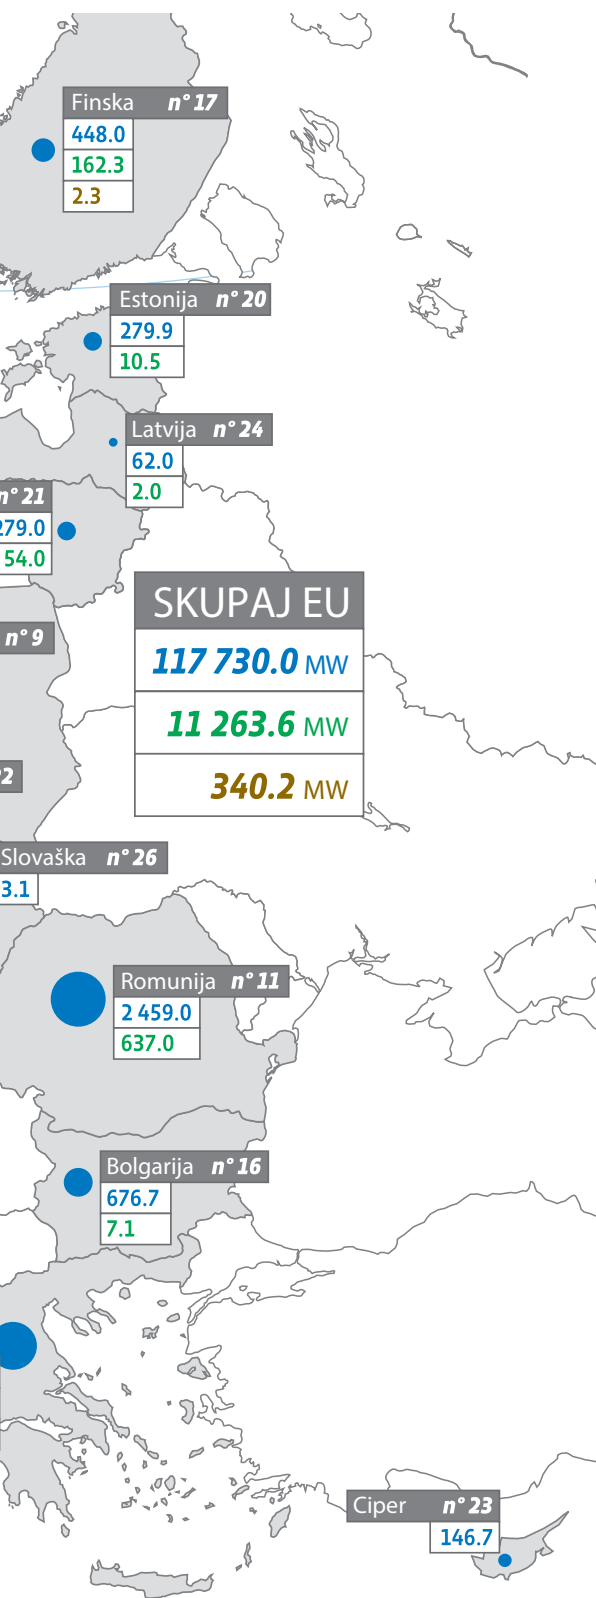 Finska n° 17
448.0
162.3
2.3
Estonija n° 20
279.9
10.5
Latvija n° 24
62.0
2.0
n° 21
279.0
54.0
SKUPAJ EU
117 730.0 MW
11 263.6 MW
340.2 MW
n° 9
2
Slovaška n° 26
3.1
Romunija n° 11
2 459.0
637.0
Bolgarija n° 16
676.7
7.1
Ciper n° 23
146.7